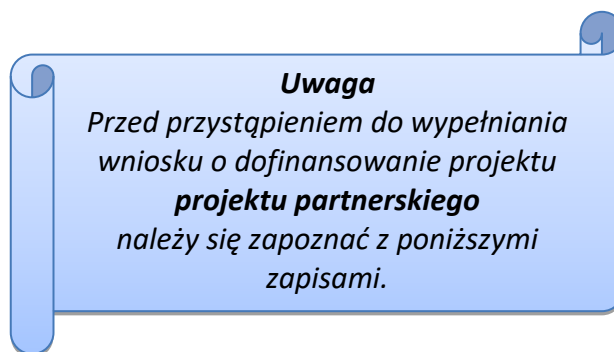 Uwaga
Przed przystąpieniem do wypełniania
wniosku o dofinansowanie projektu
projektu partnerskiego
należy się zapoznać z poniższymi
zapisami.